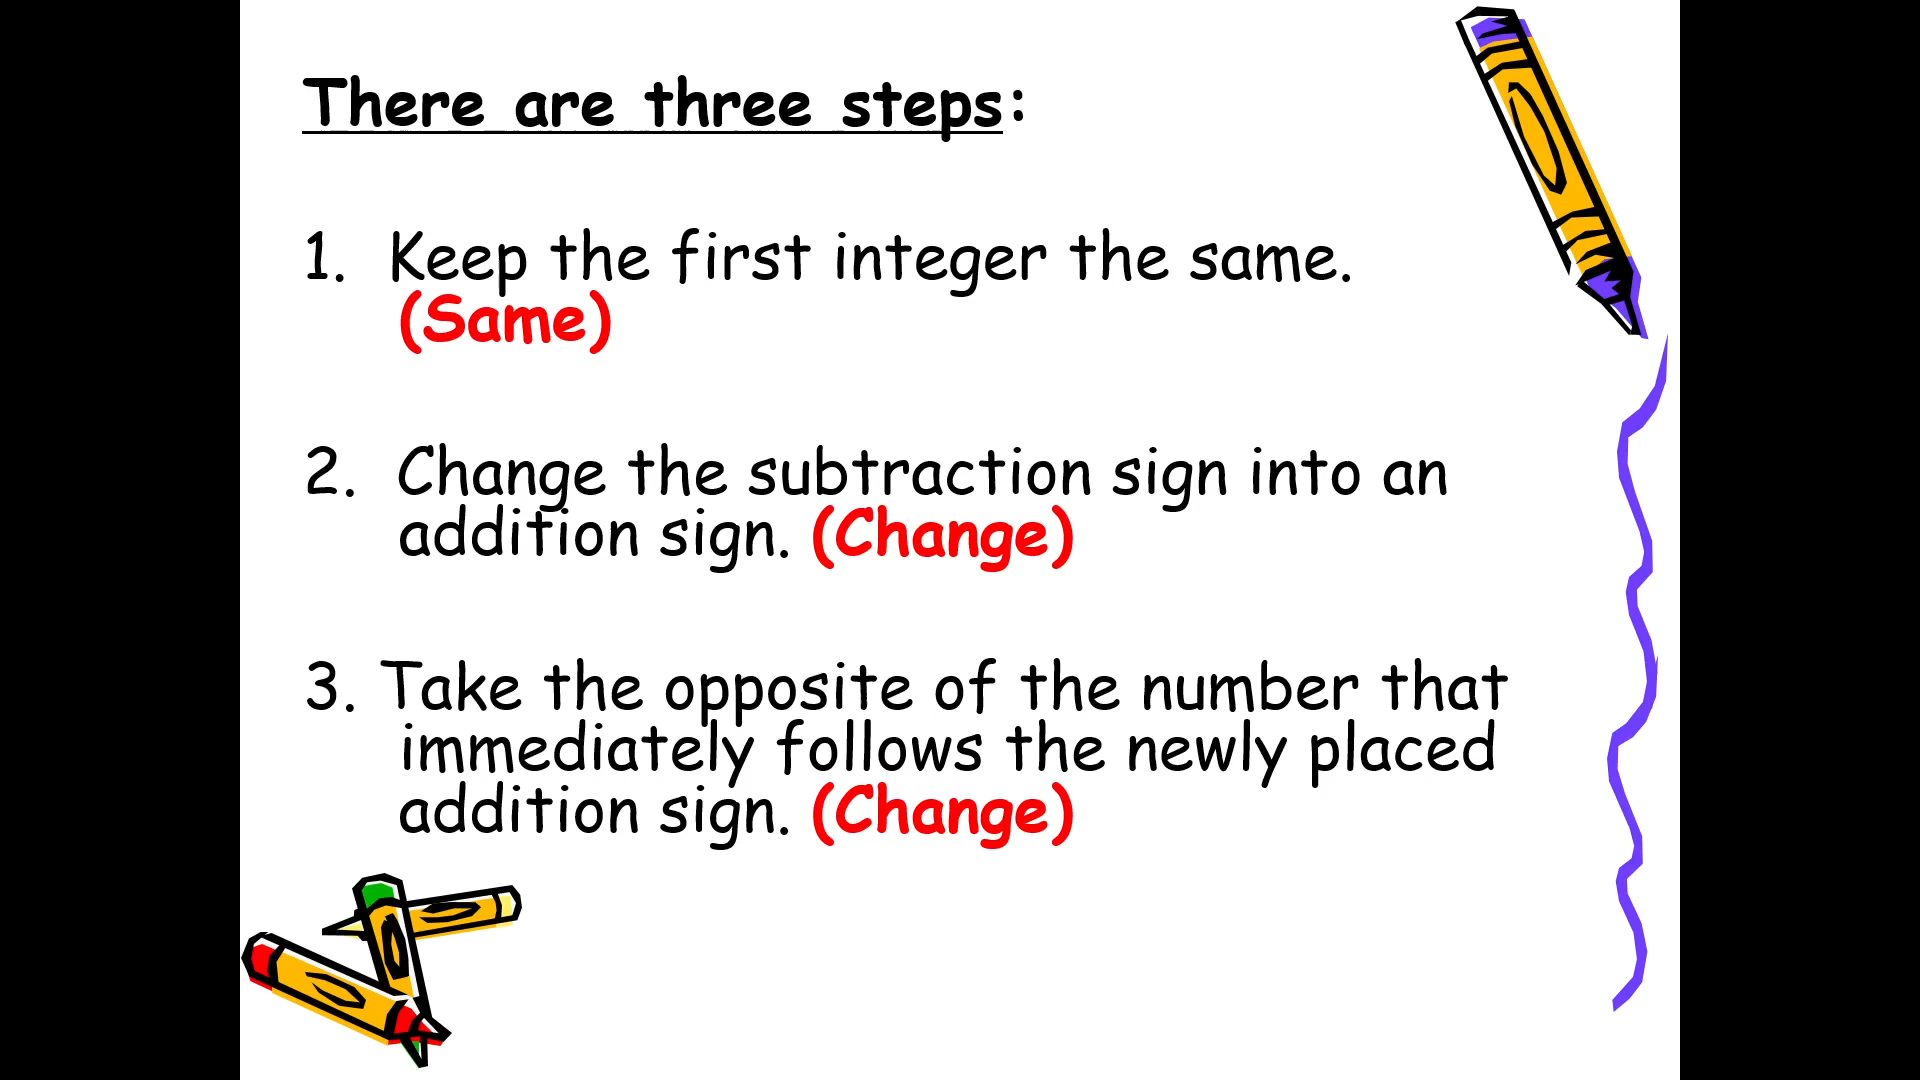 There are three steps:
1. Keep the first integer the same.
(Same)
2. Change the subtraction sign into an
addition sign. (Change)
3. Take the opposite of the number that
immediately follows the newly placed
addition sign. (Change)